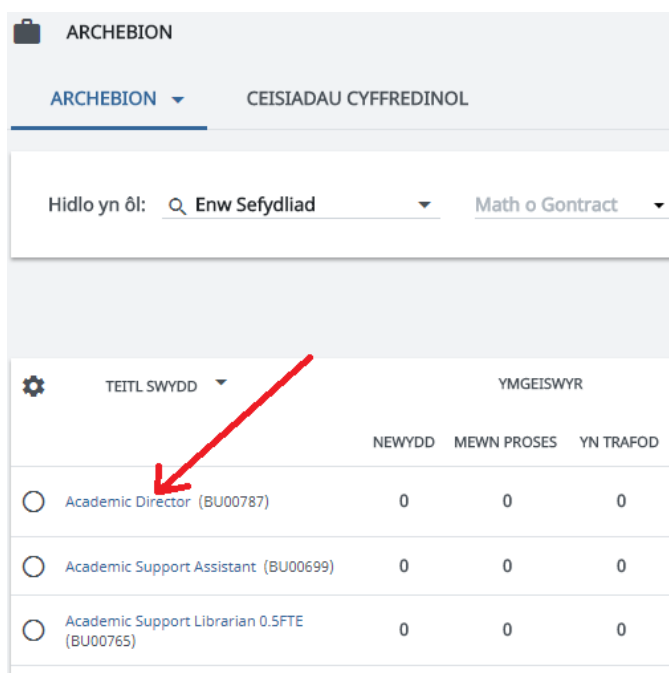 ARCHEBION
ARCHEBION CEISIADAU CYFFREDINOL
Hidlo yn ôl: Enw Sefydliad Math o Gontract
TEITL SWYDD YMGEISWYR
NEWYDD MEWN PROSES YN TRAFOD
Academic Director (BU00787) 0 0 0
Academic Support Assistant (BU00699) 0 0 0
Academic Support Librarian 0.5FTE
(BU00765) 0 0 0